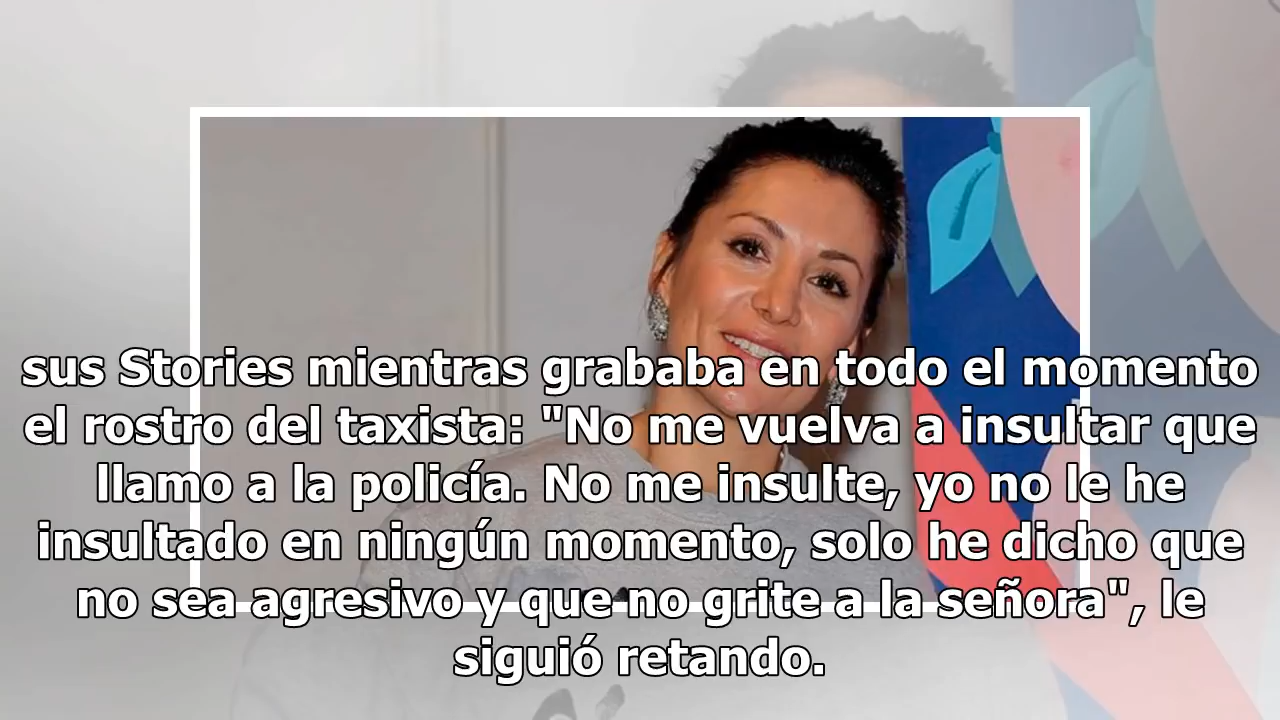 sus Stories mientras grababa en todo el momento
el rostro del taxista: "No me vuelva a insultar que
llamo a la policía. No me insulte, yo no le he
insultado en ningún momento, solo he dicho que
no sea agresivo y que no grite a la señora", le
siguió retando.